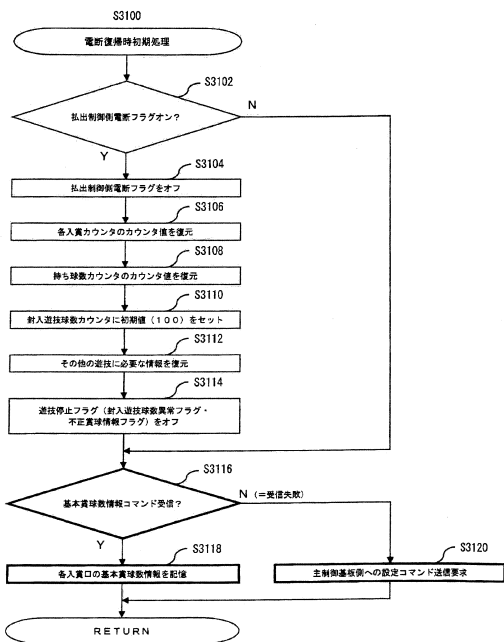 S3100
電断復帰時初期処理
S3102
払出制御側電断フラグオン？
N
Y
S3104
払出制御側電断フラグをオフ
S3106
各入賞カウンタのカウンタ値を復元
S3108
持ち球数カウンタのカウンタ値を復元
S3110
封入遊技球数カウンタに初期値（１００）をセット
S3112
その他の遊技に必要な情報を復元
S3114
遊技停止フラグ（封入遊技球数異常フラグ・
不正賞球情報フラグ）をオフ
S3116
基本賞球数情報コマンド受信？
N （＝受信失敗）
Y
S3118
各入賞口の基本賞球数情報を記憶
S3120
主制御基板側への設定コマンド送信要求
ＲＥＴＵＲＮ